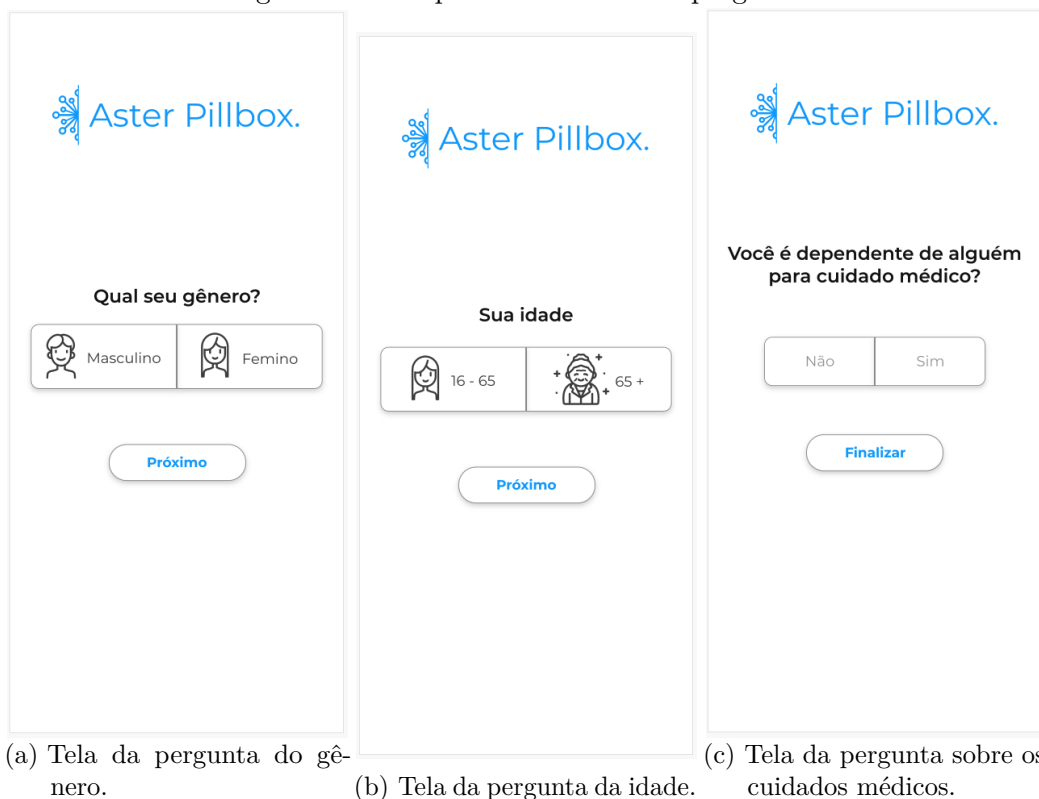 Aster Pillbox.
Qual seu gênero?
Masculino
Femino
Próximo
(a) Tela da pergunta do gê-
nero.
Aster Pillbox.
Sua idade
16 - 65
65 +
Próximo
(b) Tela da pergunta da idade.
Aster Pillbox.
Você é dependente de alguém
para cuidado médico?
Não
Sim
Finalizar
(c) Tela da pergunta sobre os
cuidados médicos.